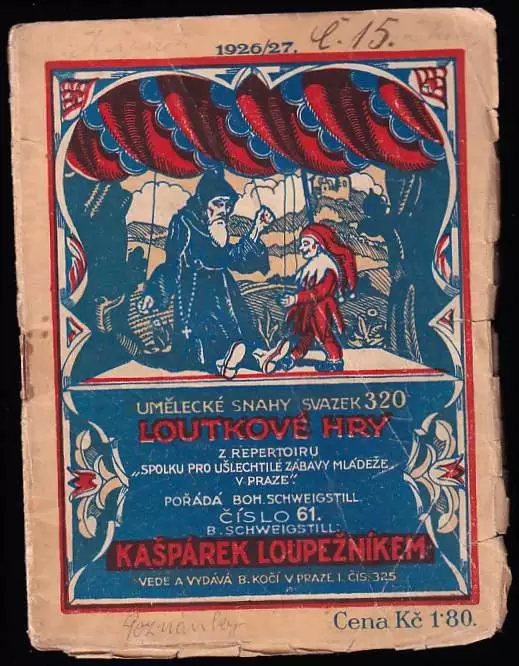 1926/27. č. 15.
UMĚLECKÉ SNAHY SVAZEK 320
LOUTKOVÉ HRY
Z REPERTOIRU
„SPOLKU PRO UŠLECHTILÉ ZÁBAVY MLÁDEŽE
V PRAZE"
POŘÁDÁ BOH. SCHWEIGSTILL
ČÍSLO 61.
B. SCHWEIGSTILL:
KAŠPÁREK LOUPEŽNÍKEM
VEDE A VYDÁVÁ B. KOČÍ V PRAZE I. ČÍS. 325
Cena Kč 1·80.